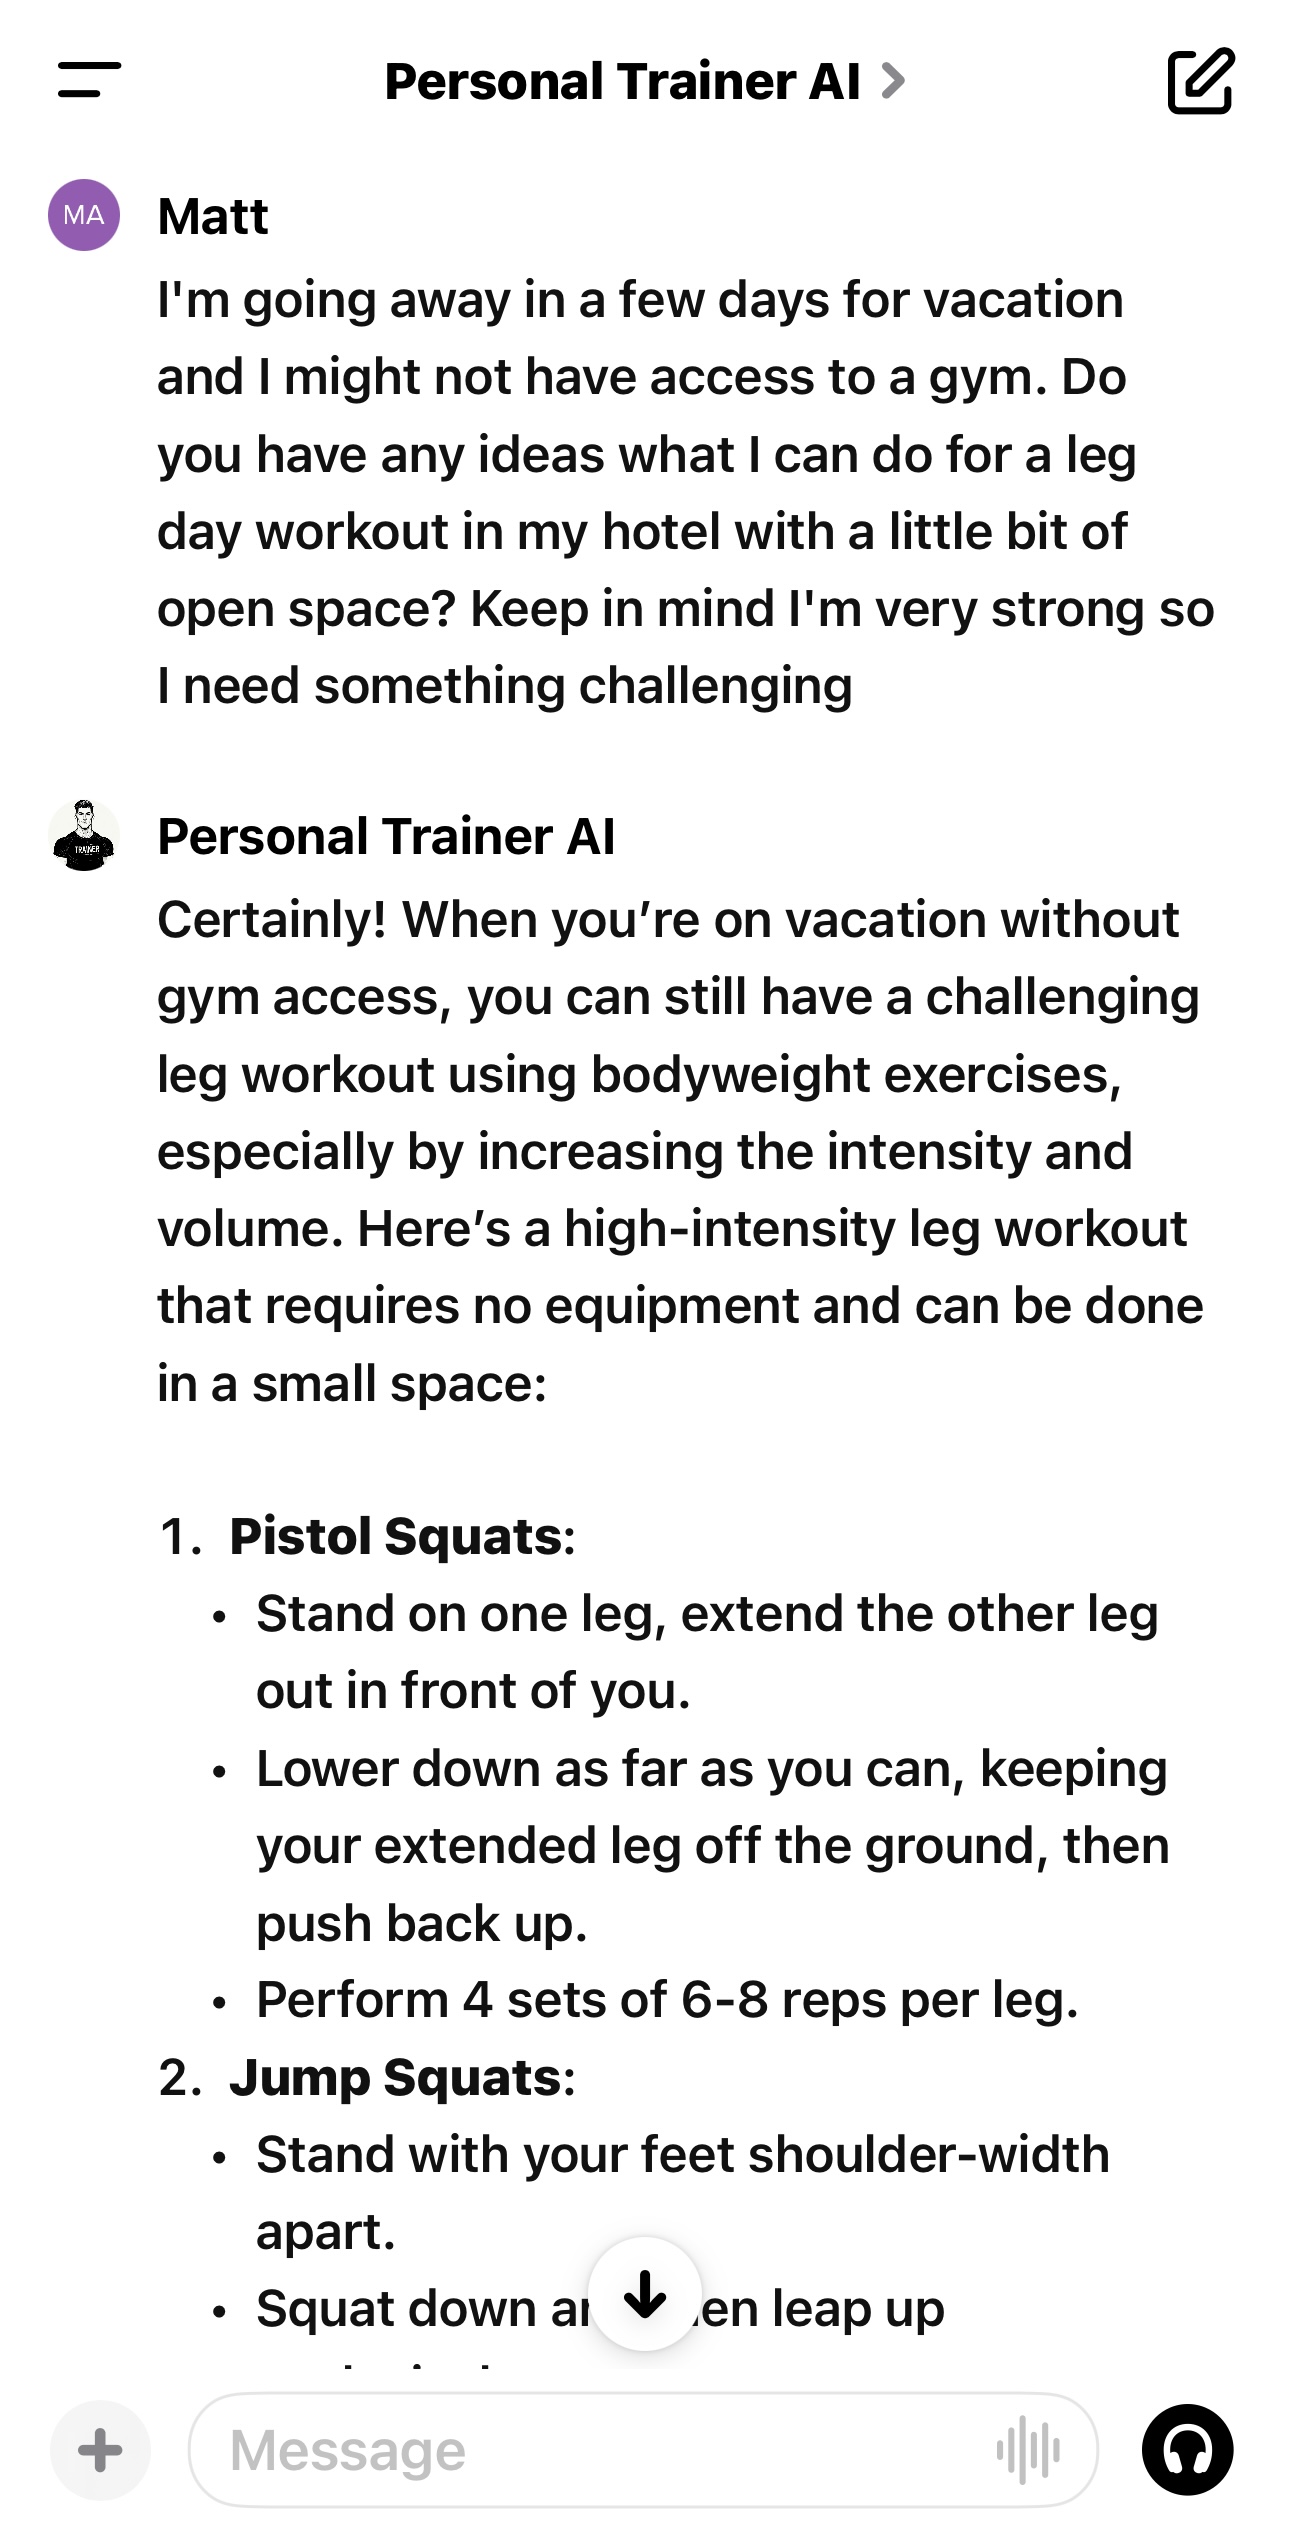 Personal Trainer AI
MA
Matt
I'm going away in a few days for vacation
and I might not have access to a gym. Do
you have any ideas what I can do for a leg
day workout in my hotel with a little bit of
open space? Keep in mind I'm very strong so
I need something challenging
TRAINER
Personal Trainer AI
Certainly! When you’re on vacation without
gym access, you can still have a challenging
leg workout using bodyweight exercises,
especially by increasing the intensity and
volume. Here’s a high-intensity leg workout
that requires no equipment and can be done
in a small space:
1. Pistol Squats:
• Stand on one leg, extend the other leg
out in front of you.
• Lower down as far as you can, keeping
your extended leg off the ground, then
push back up.
• Perform 4 sets of 6-8 reps per leg.
2. Jump Squats:
• Stand with your feet shoulder-width
apart.
• Squat down leap up
Message